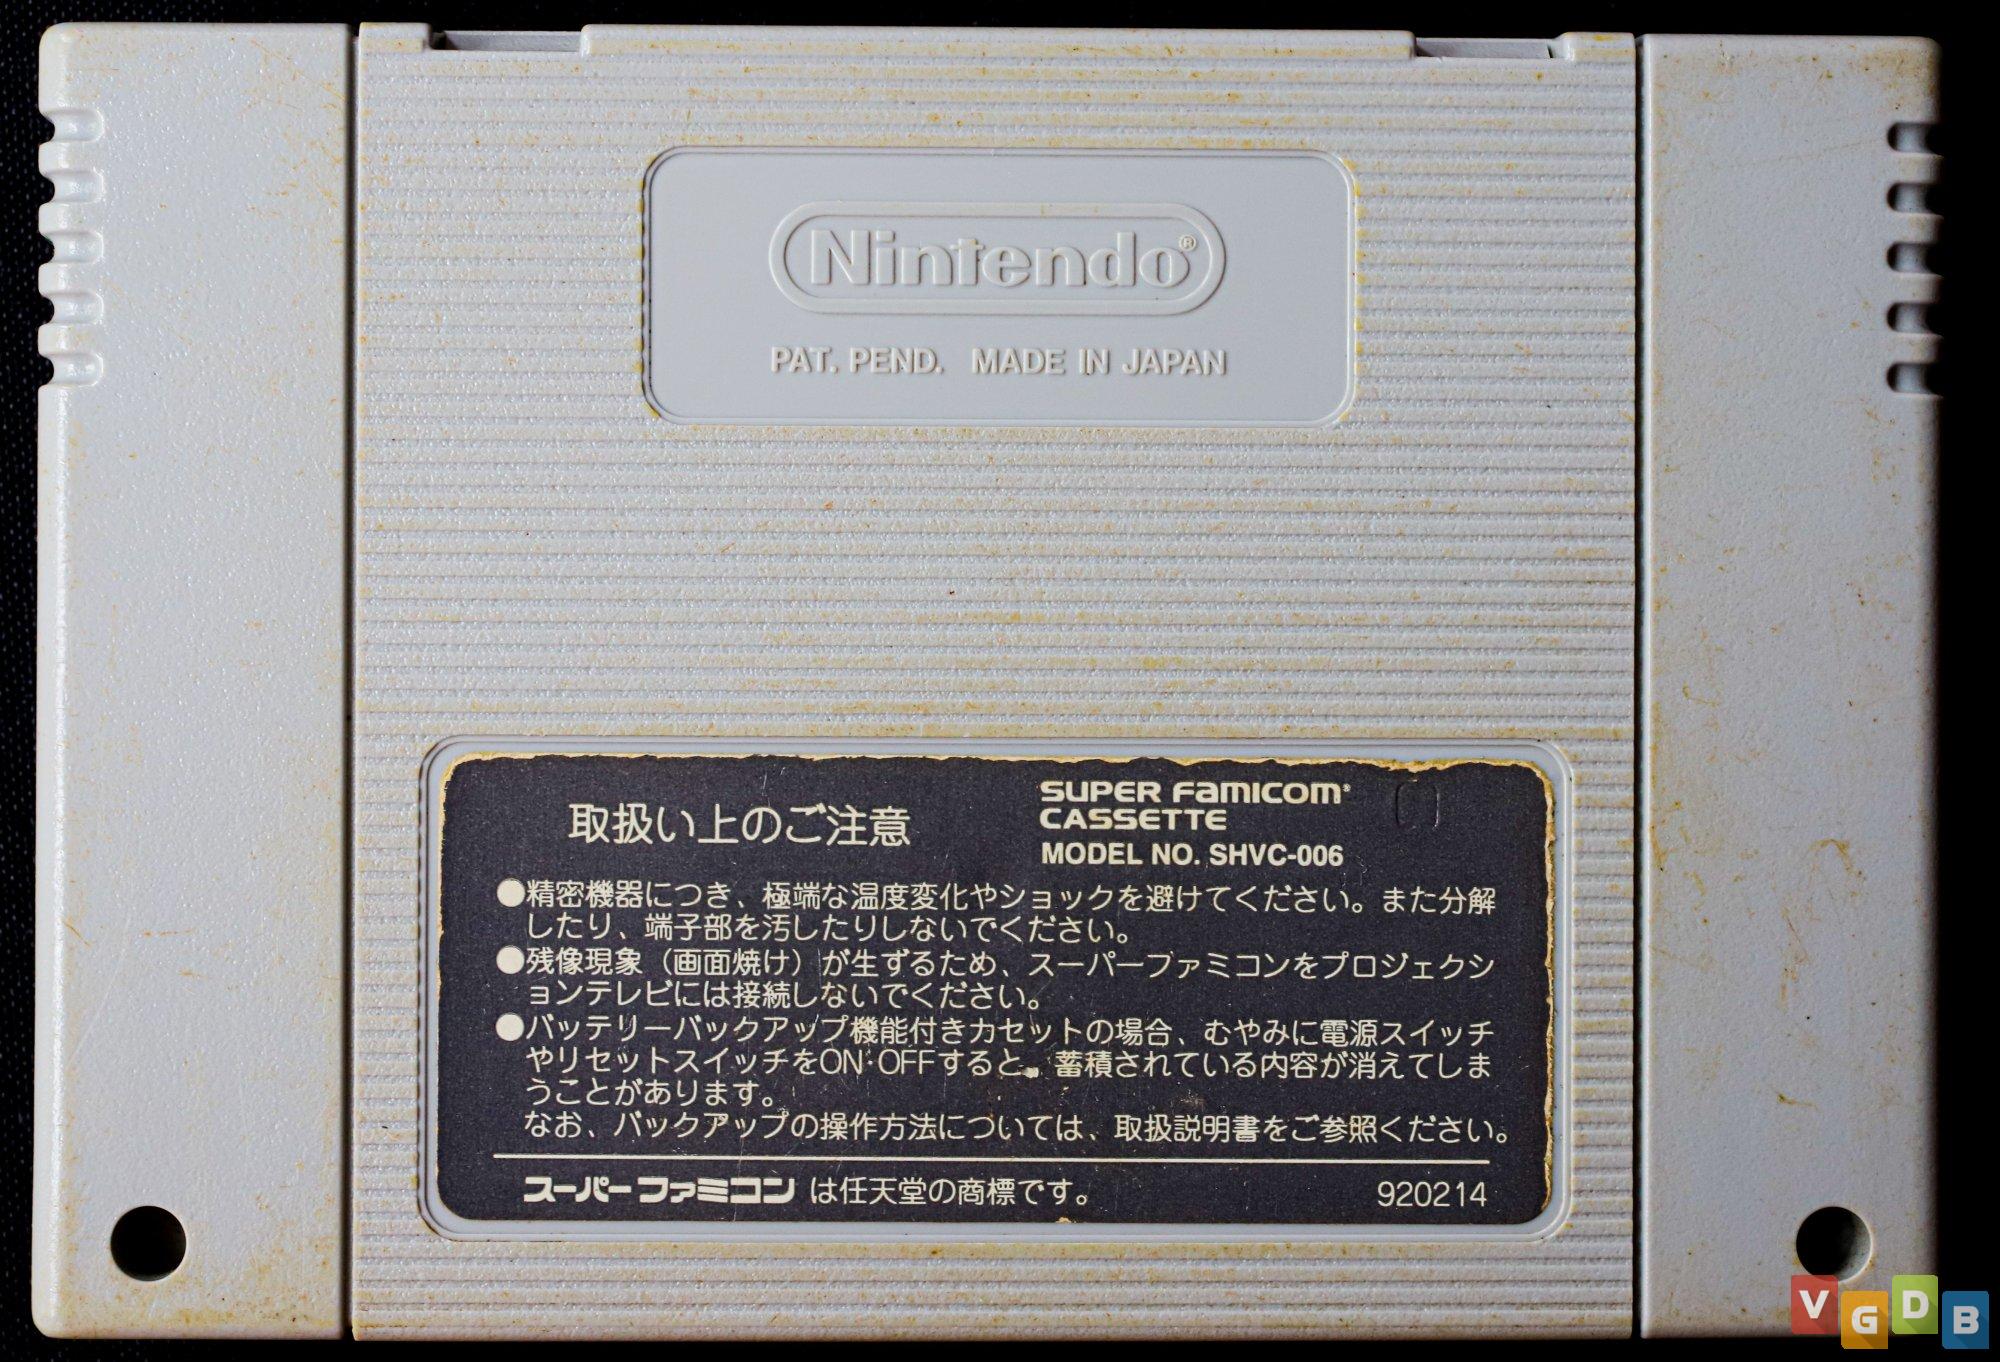 Nintendo®
PAT. PEND. MADE IN JAPAN
取扱い上のご注意
SUPER FAMICOM®
CASSETTE
MODEL NO. SHVC-006
●精密機器につき、極端な温度変化やショックを避けてください。また分解
したり、端子部を汚したりしないでください。
●残像現象（画面焼け）が生ずるため、スーパーファミコンをプロジェクシ
ョンテレビには接続しないでください。
●バッテリーバックアップ機能付きカセットの場合、むやみに電源スイッチ
やリセットスイッチをON・OFFすると、蓄積されている内容が消えてしま
うことがあります。
なお、バックアップの操作方法については、取扱説明書をご参照ください。
スーパーファミコン は任天堂の商標です。
920214
VGDB